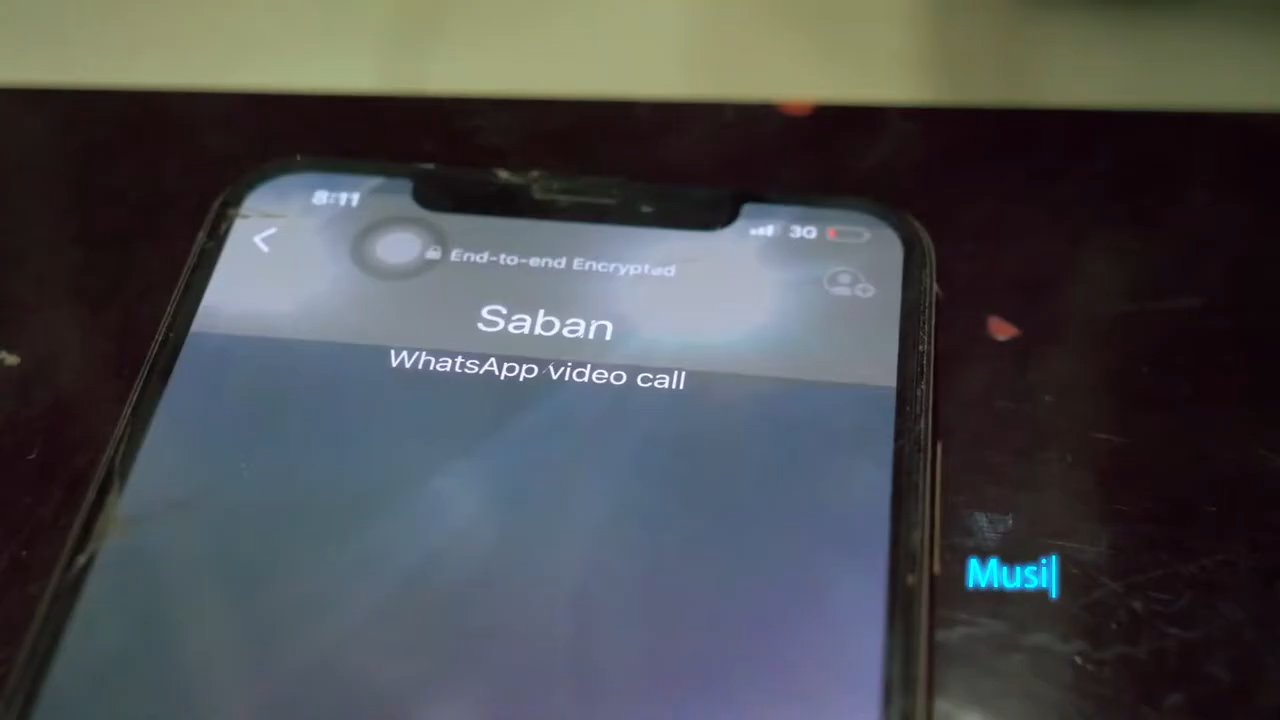 8:11
3G
End-to-end Encrypted
Saban
WhatsApp video call
Musi